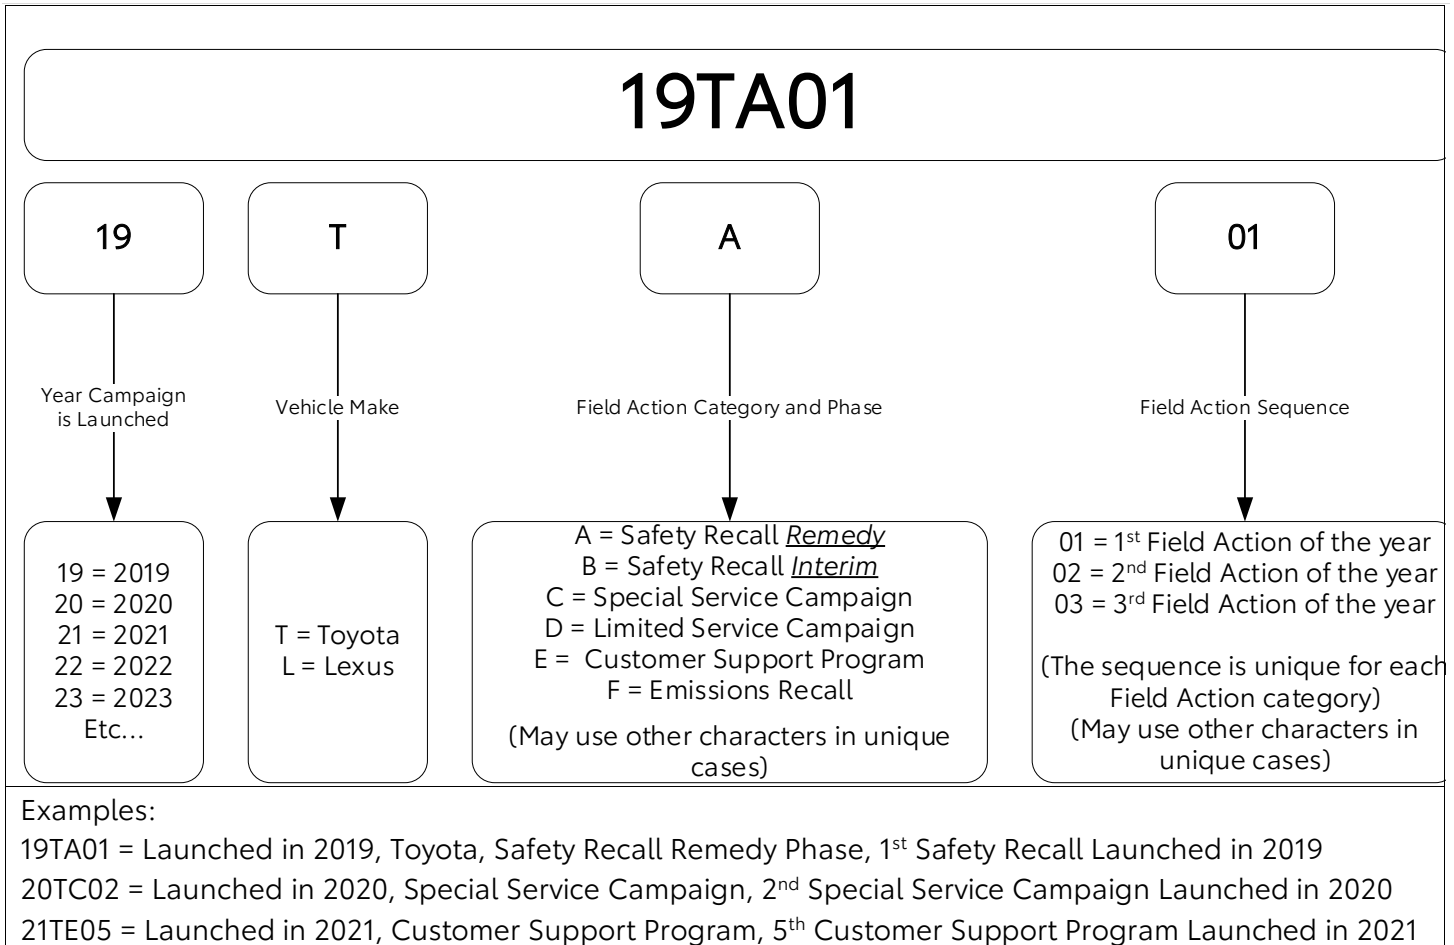 19TA01
19
T
A
01
Year Campaign
is Launched
Vehicle Make
Field Action Category and Phase
Field Action Sequence
19 = 2019
20 = 2020
21 = 2021
22 = 2022
23 = 2023
Etc...
T = Toyota
L = Lexus
A = Safety Recall Remedy
B = Safety Recall Interim
C = Special Service Campaign
D = Limited Service Campaign
E =  Customer Support Program
F = Emissions Recall
(May use other characters in unique
cases)
01 = 1st Field Action of the year
02 = 2nd Field Action of the year
03 = 3rd Field Action of the year
(The sequence is unique for each
Field Action category)
(May use other characters in
unique cases)
Examples:
19TA01 = Launched in 2019, Toyota, Safety Recall Remedy Phase, 1st Safety Recall Launched in 2019
20TC02 = Launched in 2020, Special Service Campaign, 2nd Special Service Campaign Launched in 2020
21TE05 = Launched in 2021, Customer Support Program, 5th Customer Support Program Launched in 2021